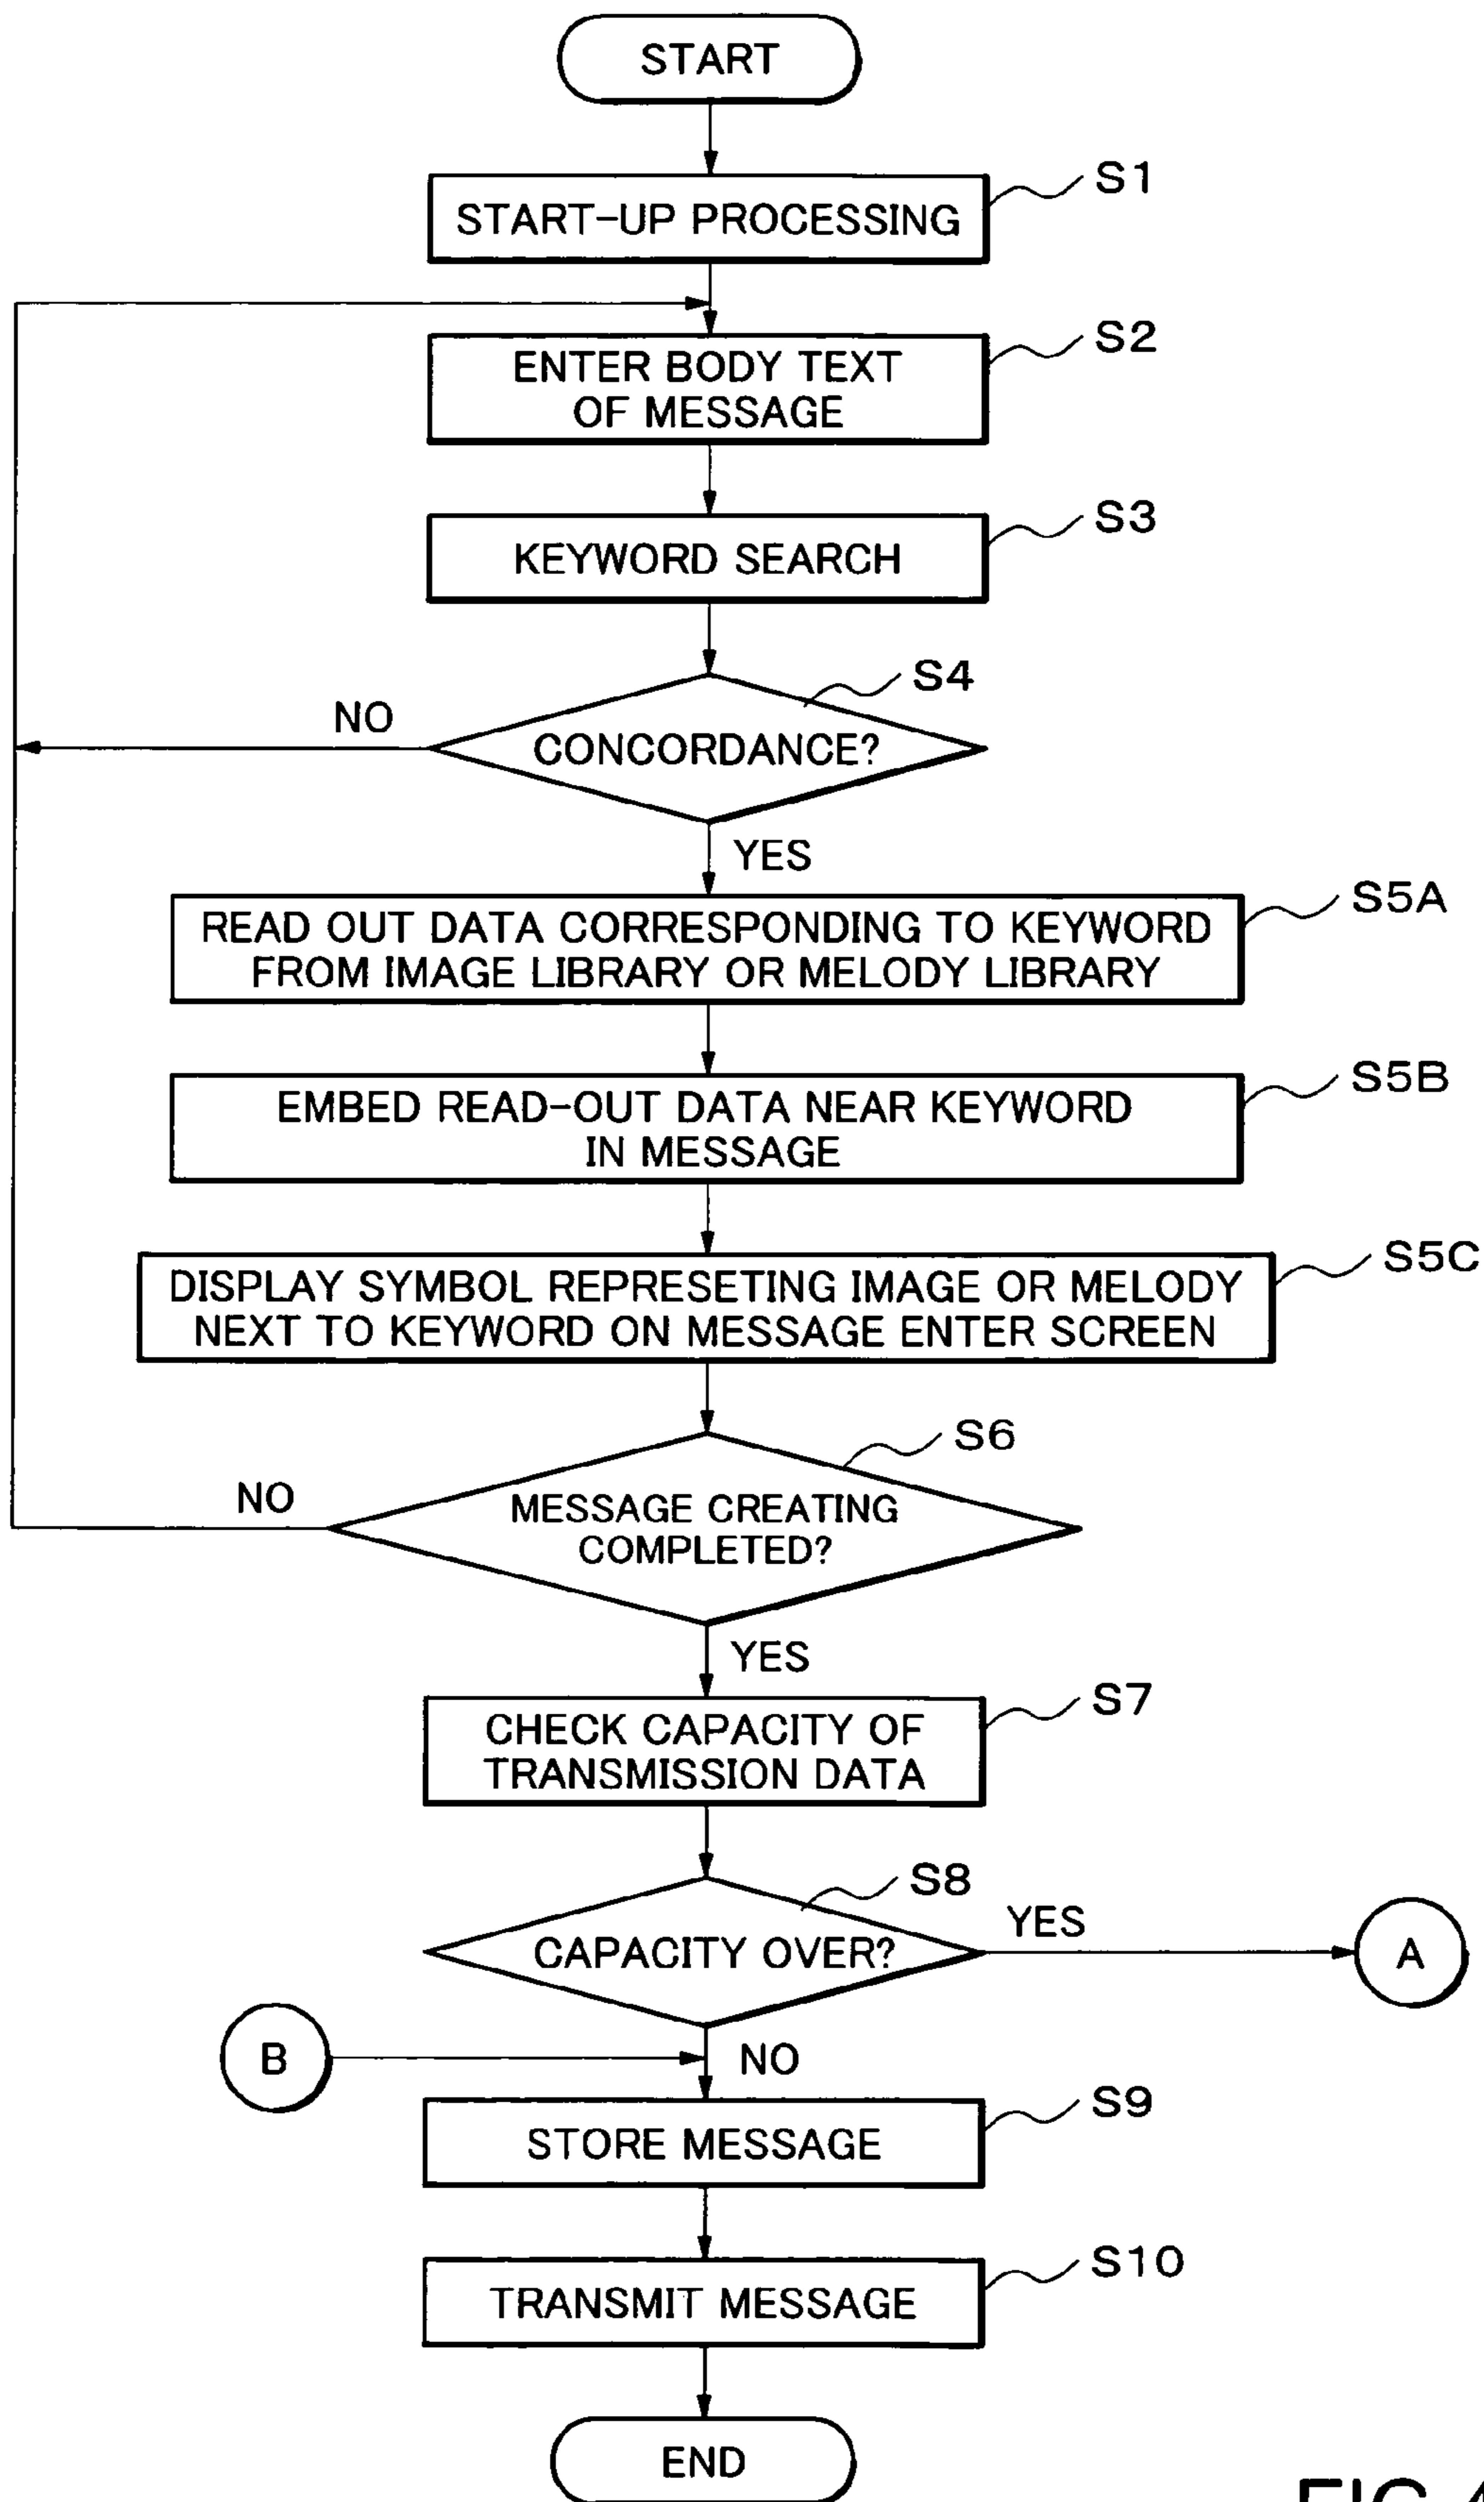 START
S1
START-UP PROCESSING
S2
ENTER BODY TEXT
OF MESSAGE
S3
KEYWORD SEARCH
S4
NO
CONCORDANCE?
YES
S5A
READ OUT DATA CORRESPONDING TO KEYWORD
FROM IMAGE LIBRARY OR MELODY LIBRARY
S5B
EMBED READ-OUT DATA NEAR KEYWORD
IN MESSAGE
S5C
DISPLAY SYMBOL REPRESETING IMAGE OR MELODY
NEXT TO KEYWORD ON MESSAGE ENTER SCREEN
S6
NO
MESSAGE CREATING
COMPLETED?
YES
S7
CHECK CAPACITY OF
TRANSMISSION DATA
S8
YES
CAPACITY OVER?
A
B
NO
S9
STORE MESSAGE
S10
TRANSMIT MESSAGE
END